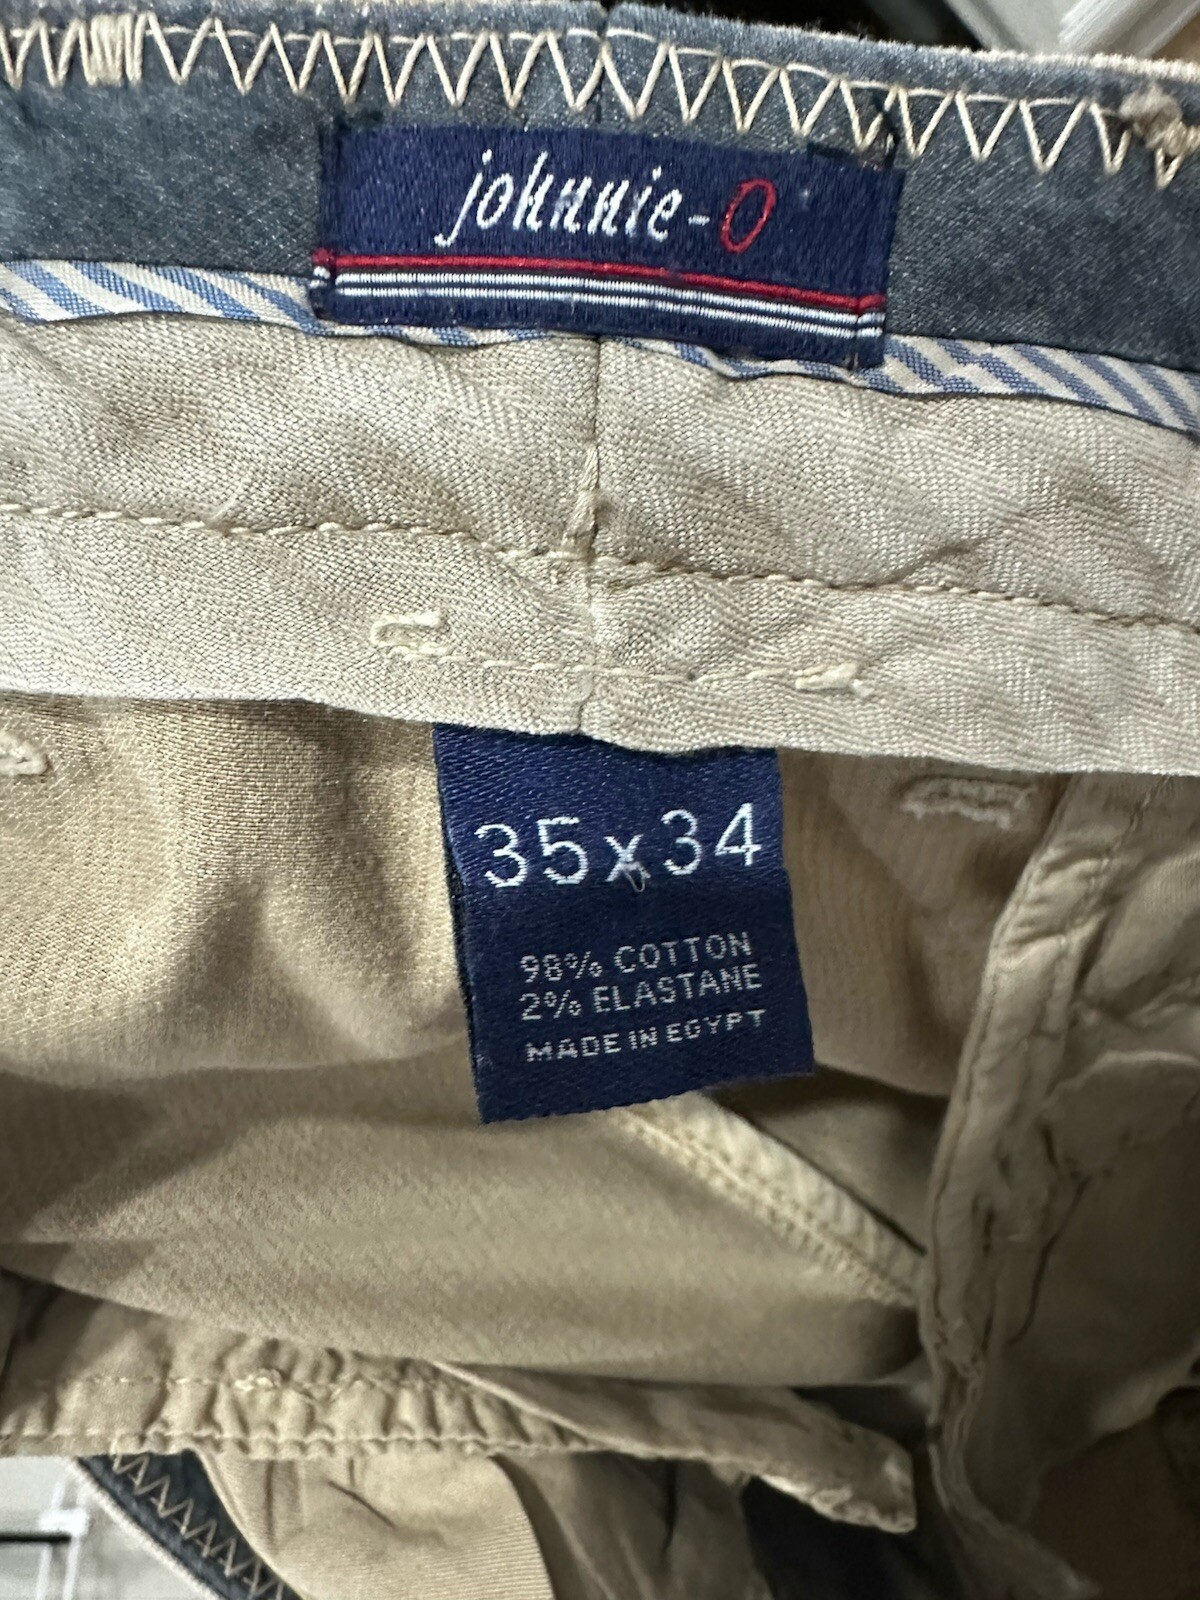 johnnie-O
35x34
98% COTTON
2% ELASTANE
MADE IN EGYPT